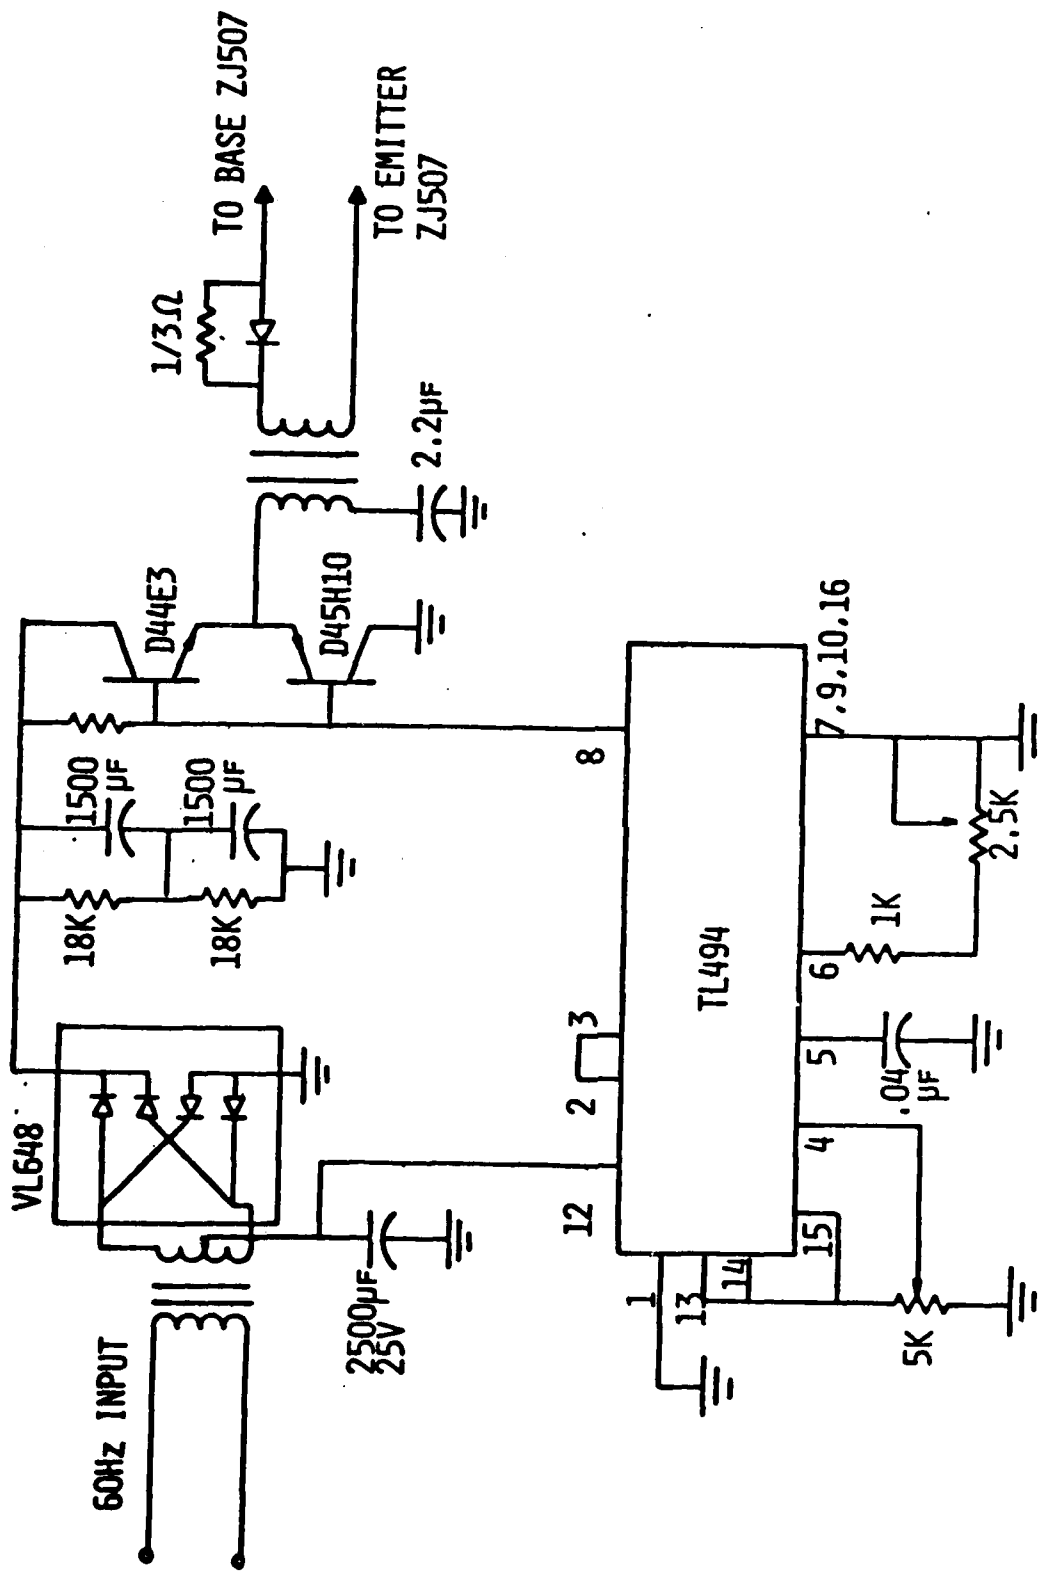 60Hz INPUT
VL648
18K
18K
1500
µF
1500
µF
D44E3
D45H10
1/3Ω
TO BASE ZJ507
TO EMITTER
ZJ507
2.2µF
2500µF
25V
12
2
3
8
TL494
1
13
14
15
4
5
6
7.9.10.16
.04
µF
1K
2.5K
5K